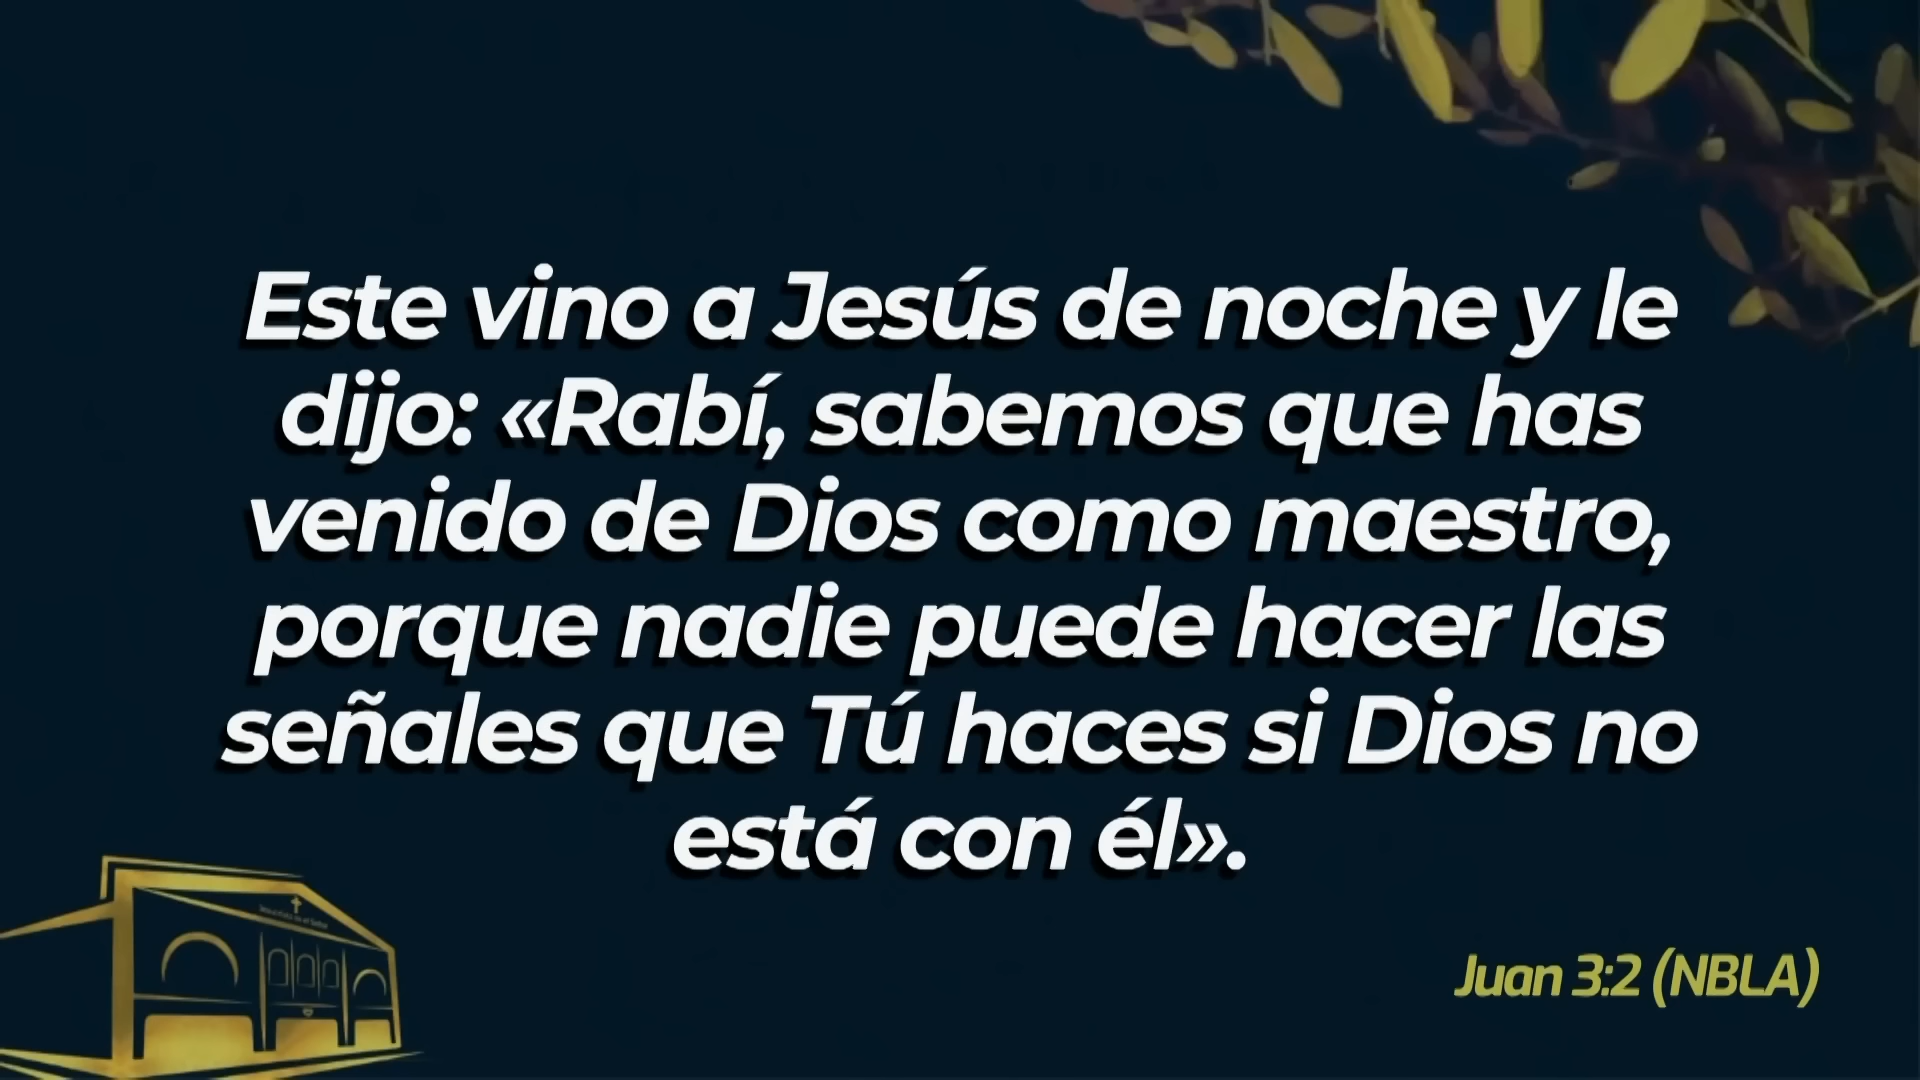 Este vino a Jesús de noche y le
dijo: «Rabí, sabemos que has
venido de Dios como maestro,
porque nadie puede hacer las
señales que Tú haces si Dios no
está con él».
Juan 3:2 (NBLA)